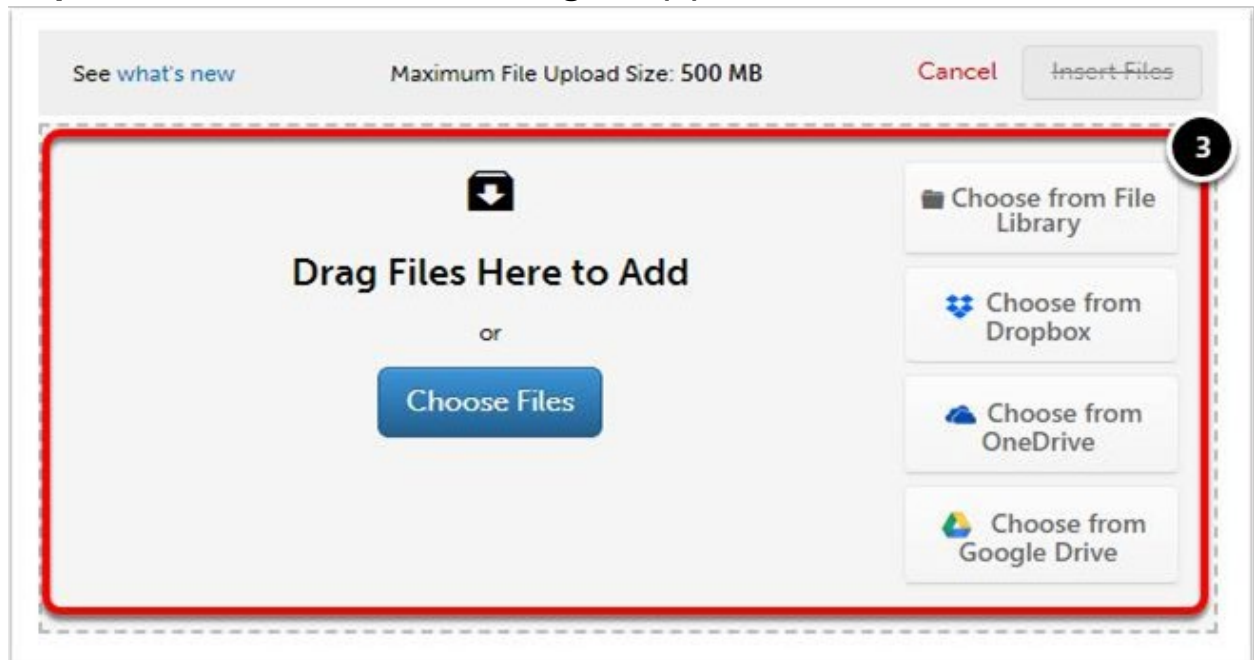 See what's new Maximum File Upload Size: 500 MB Cancel Insert Files
3
Drag Files Here to Add
or
Choose Files
Choose from File
Library
Choose from
Dropbox
Choose from
OneDrive
Choose from
Google Drive